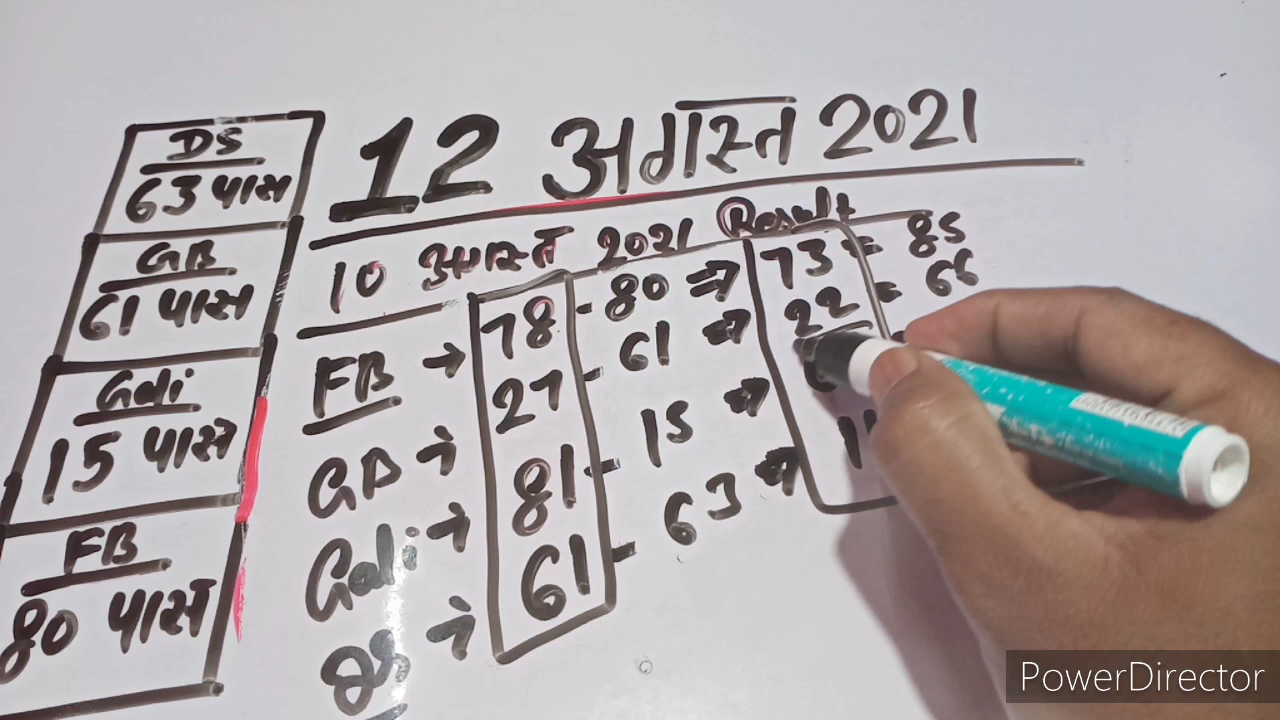 DS
63 पास
GB
61 पास
Gali
15 पास
FB
80 पास
12 अगस्त 2021
10 अगस्त 2021 Result
FB → 78 - 80 ⇒ 73 = 85
GB → 27 - 61 ⇒ 22 = 66
Gali → 81 - 15 ⇒
DS → 61 - 63 ⇒
PowerDirector